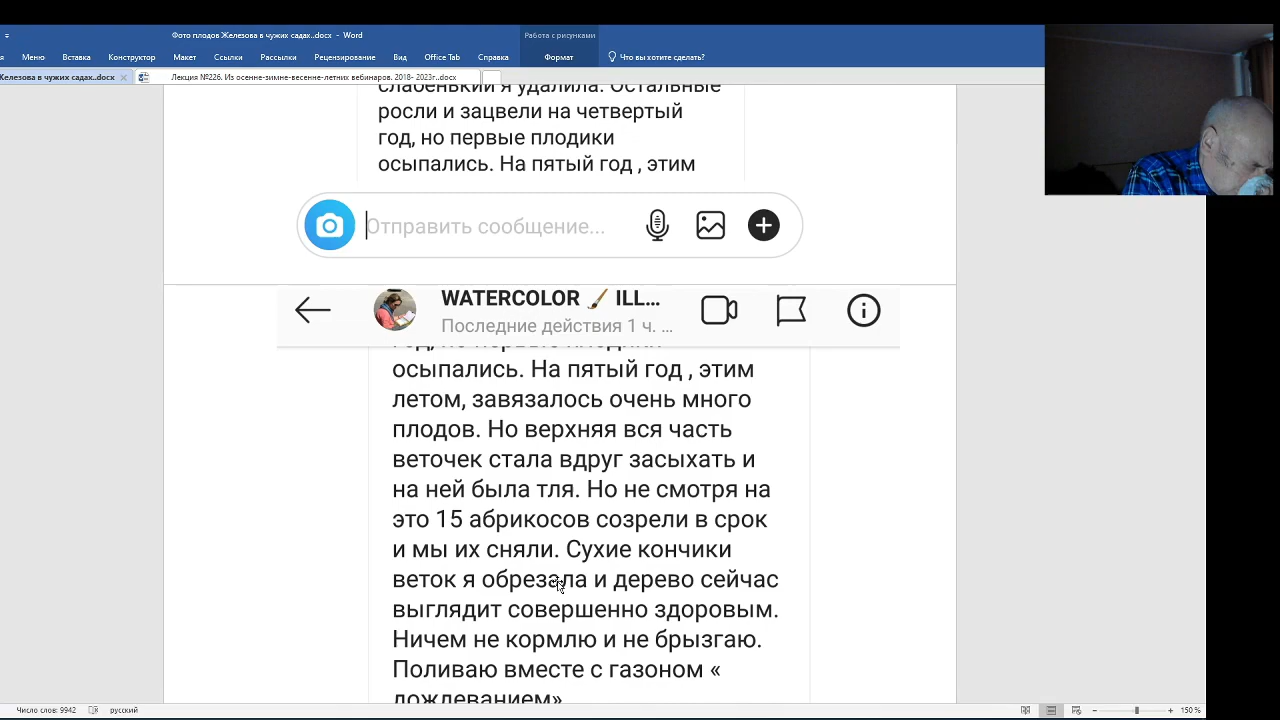 Фото плодов Железова в чужих садах..docx - Word
Работа с рисунками
Меню Вставка Конструктор Макет Ссылки Рассылки Рецензирование Вид Office Tab Справка Формат Что вы хотите сделать?
Железова в чужих садах..docx
Лекция №226. Из осенне-зимне-весенне-летних вебинаров. 2018- 2023г..docx
слабенький я удалила. Остальные
росли и зацвели на четвертый
год, но первые плодики
осыпались. На пятый год , этим
Отправить сообщение...
WATERCOLOR 🖌️ ILL...
Последние действия 1 ч. ...
год, но первые плодики
осыпались. На пятый год , этим
летом, завязалось очень много
плодов. Но верхняя вся часть
веточек стала вдруг засыхать и
на ней была тля. Но не смотря на
это 15 абрикосов созрели в срок
и мы их сняли. Сухие кончики
веток я обрезала и дерево сейчас
выглядит совершенно здоровым.
Ничем не кормлю и не брызгаю.
Поливаю вместе с газоном «
дождеванием»
Число слов: 9942 русский
150 %